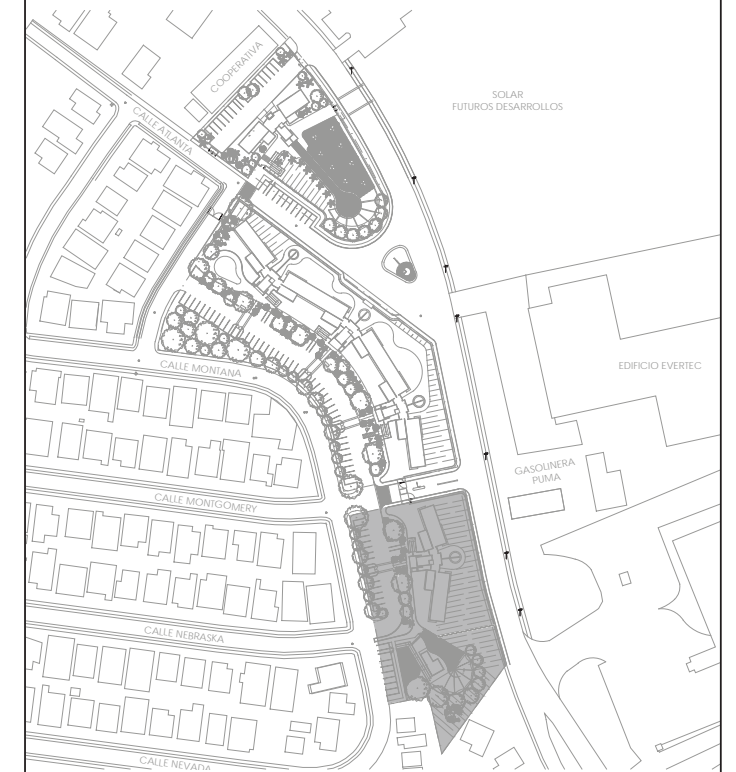 COOPERATIVA
SOLAR
FUTUROS DESARROLLOS
CALLE ATLANTA
EDIFICIO EVERTEC
CALLE MONTANA
GASOLINERA
PUMA
CALLE MONTGOMERY
CALLE NEBRASKA
CALLE NEVADA